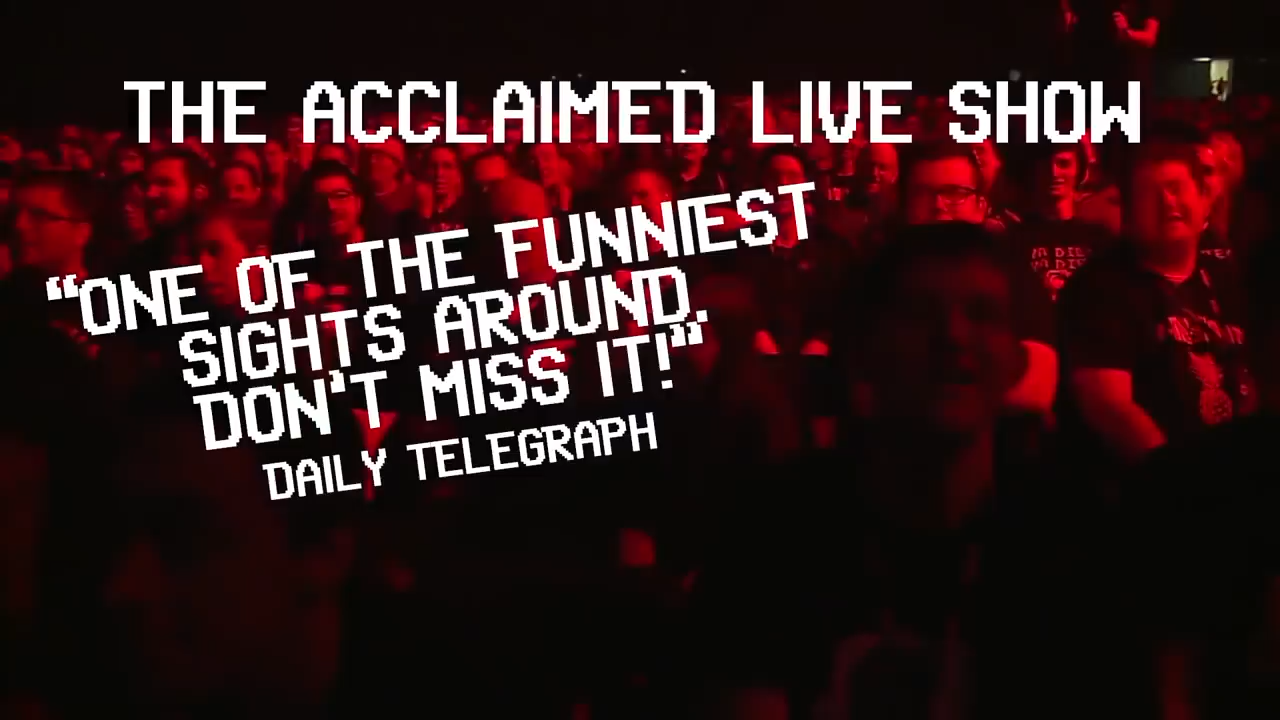 THE ACCLAIMED LIVE SHOW
“ONE OF THE FUNNIEST
SIGHTS AROUND.
DON'T MISS IT!”
DAILY TELEGRAPH